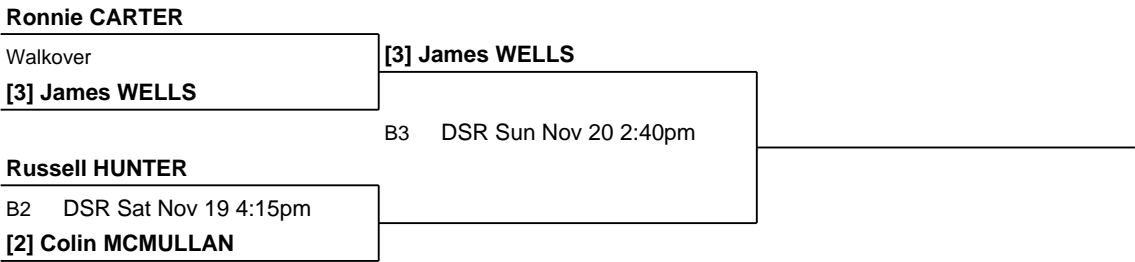 Ronnie CARTER
Walkover
[3] James WELLS
[3] James WELLS
B3 DSR Sun Nov 20 2:40pm
Russell HUNTER
B2 DSR Sat Nov 19 4:15pm
[2] Colin MCMULLAN